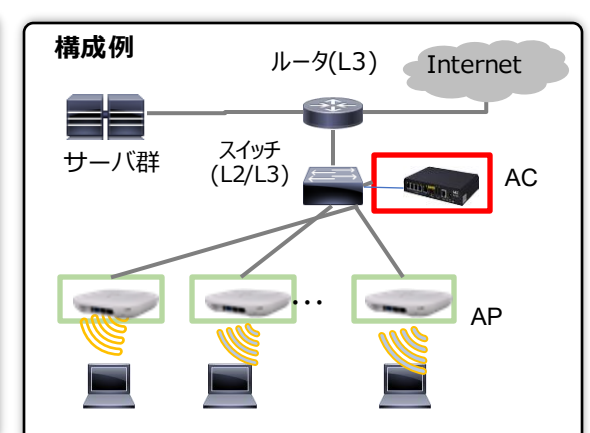 構成例
ルータ(L3)
Internet
サーバ群
スイッチ
(L2/L3)
AC
…
AP